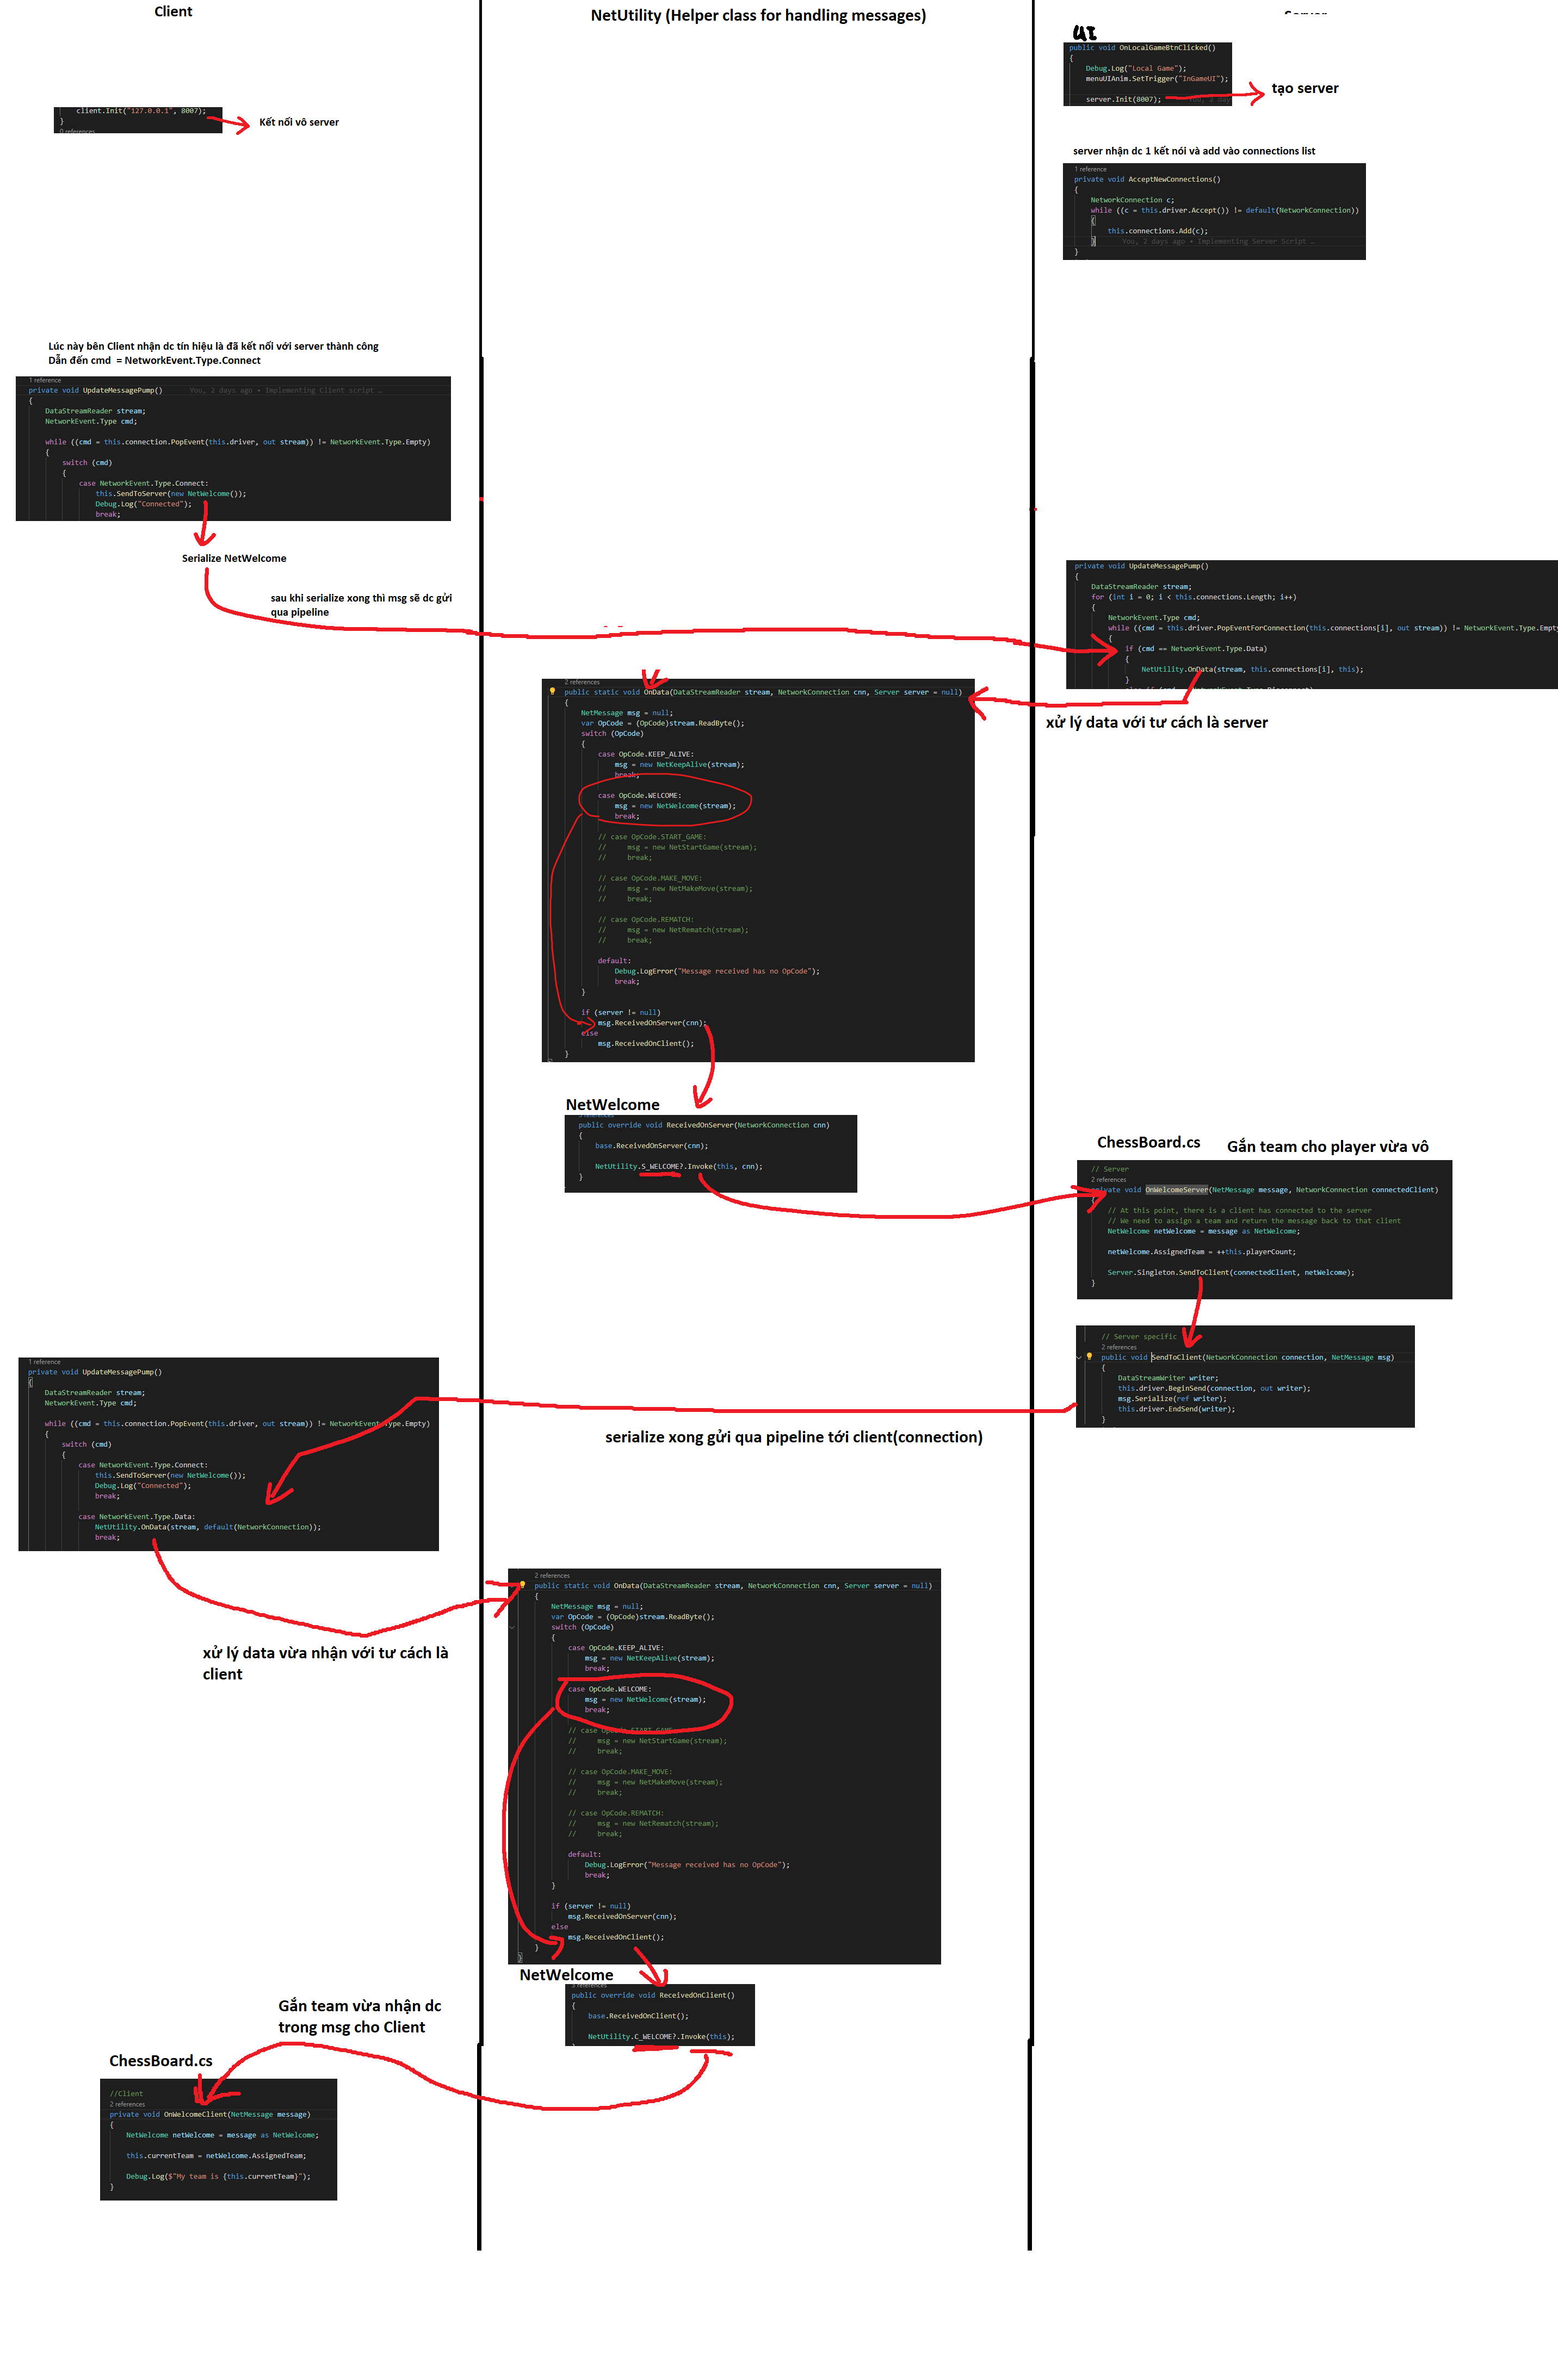 Client
NetUtility (Helper class for handling messages)
UI
public void OnLocalGameBtnClicked()
{
Debug.Log("Local Game");
menuUIAnim.SetTrigger("InGameUI");
server.Init(8007);
}
tạo server
client.Init("127.0.0.1", 8007);
}
0 references
Kết nối vô server
server nhận dc 1 kết nói và add vào connections list
1 reference
private void AcceptNewConnections()
{
NetworkConnection c;
while ((c = this.driver.Accept()) != default(NetworkConnection))
{
this.connections.Add(c);
} You, 2 days ago • Implementing Server Script …
}
Lúc này bên Client nhận dc tín hiệu là đã kết nối với server thành công
Dẫn đến cmd = NetworkEvent.Type.Connect
1 reference
private void UpdateMessagePump() You, 2 days ago • Implementing Client script …
{
DataStreamReader stream;
NetworkEvent.Type cmd;
while ((cmd = this.connection.PopEvent(this.driver, out stream)) != NetworkEvent.Type.Empty)
{
switch (cmd)
{
case NetworkEvent.Type.Connect:
this.SendToServer(new NetWelcome());
Debug.Log("Connected");
break;
Serialize NetWelcome
sau khi serialize xong thì msg sẽ dc gửi
qua pipeline
private void UpdateMessagePump()
{
DataStreamReader stream;
for (int i = 0; i < this.connections.Length; i++)
{
NetworkEvent.Type cmd;
while ((cmd = this.driver.PopEventForConnection(this.connections[i], out stream)) != NetworkEvent.Type.Empty
{
if (cmd == NetworkEvent.Type.Data)
{
NetUtility.OnData(stream, this.connections[i], this);
}
xử lý data với tư cách là server
2 references
public static void OnData(DataStreamReader stream, NetworkConnection cnn, Server server = null)
{
NetMessage msg = null;
var OpCode = (OpCode)stream.ReadByte();
switch (OpCode)
{
case OpCode.KEEP_ALIVE:
msg = new NetKeepAlive(stream);
break;
case OpCode.WELCOME:
msg = new NetWelcome(stream);
break;
// case OpCode.START_GAME:
// msg = new NetStartGame(stream);
// break;
// case OpCode.MAKE_MOVE:
// msg = new NetMakeMove(stream);
// break;
// case OpCode.REMATCH:
// msg = new NetRematch(stream);
// break;
default:
Debug.LogError("Message received has no OpCode");
break;
}
if (server != null)
msg.ReceivedOnServer(cnn);
else
msg.ReceivedOnClient();
}
NetWelcome
public override void ReceivedOnServer(NetworkConnection cnn)
{
base.ReceivedOnServer(cnn);
NetUtility.S_WELCOME?.Invoke(this, cnn);
}
ChessBoard.cs Gắn team cho player vừa vô
// Server
2 references
private void OnWelcomeServer(NetMessage message, NetworkConnection connectedClient)
{
// At this point, there is a client has connected to the server
// We need to assign a team and return the message back to that client
NetWelcome netWelcome = message as NetWelcome;
netWelcome.AssignedTeam = ++this.playerCount;
Server.Singleton.SendToClient(connectedClient, netWelcome);
}
// Server specific
2 references
public void SendToClient(NetworkConnection connection, NetMessage msg)
{
DataStreamWriter writer;
this.driver.BeginSend(connection, out writer);
msg.Serialize(ref writer);
this.driver.EndSend(writer);
}
serialize xong gửi qua pipeline tới client(connection)
1 reference
private void UpdateMessagePump()
{
DataStreamReader stream;
NetworkEvent.Type cmd;
while ((cmd = this.connection.PopEvent(this.driver, out stream)) != NetworkEvent.Type.Empty)
{
switch (cmd)
{
case NetworkEvent.Type.Connect:
this.SendToServer(new NetWelcome());
Debug.Log("Connected");
break;
case NetworkEvent.Type.Data:
NetUtility.OnData(stream, default(NetworkConnection));
break;
xử lý data vừa nhận với tư cách là
client
2 references
public static void OnData(DataStreamReader stream, NetworkConnection cnn, Server server = null)
{
NetMessage msg = null;
var OpCode = (OpCode)stream.ReadByte();
switch (OpCode)
{
case OpCode.KEEP_ALIVE:
msg = new NetKeepAlive(stream);
break;
case OpCode.WELCOME:
msg = new NetWelcome(stream);
break;
// case OpCode.START_GAME:
// msg = new NetStartGame(stream);
// break;
// case OpCode.MAKE_MOVE:
// msg = new NetMakeMove(stream);
// break;
// case OpCode.REMATCH:
// msg = new NetRematch(stream);
// break;
default:
Debug.LogError("Message received has no OpCode");
break;
}
if (server != null)
msg.ReceivedOnServer(cnn);
else
msg.ReceivedOnClient();
}
}
NetWelcome
public override void ReceivedOnClient()
{
base.ReceivedOnClient();
NetUtility.C_WELCOME?.Invoke(this);
Gắn team vừa nhận dc
trong msg cho Client
ChessBoard.cs
//Client
2 references
private void OnWelcomeClient(NetMessage message)
{
NetWelcome netWelcome = message as NetWelcome;
this.currentTeam = netWelcome.AssignedTeam;
Debug.Log($"My team is {this.currentTeam}");
}